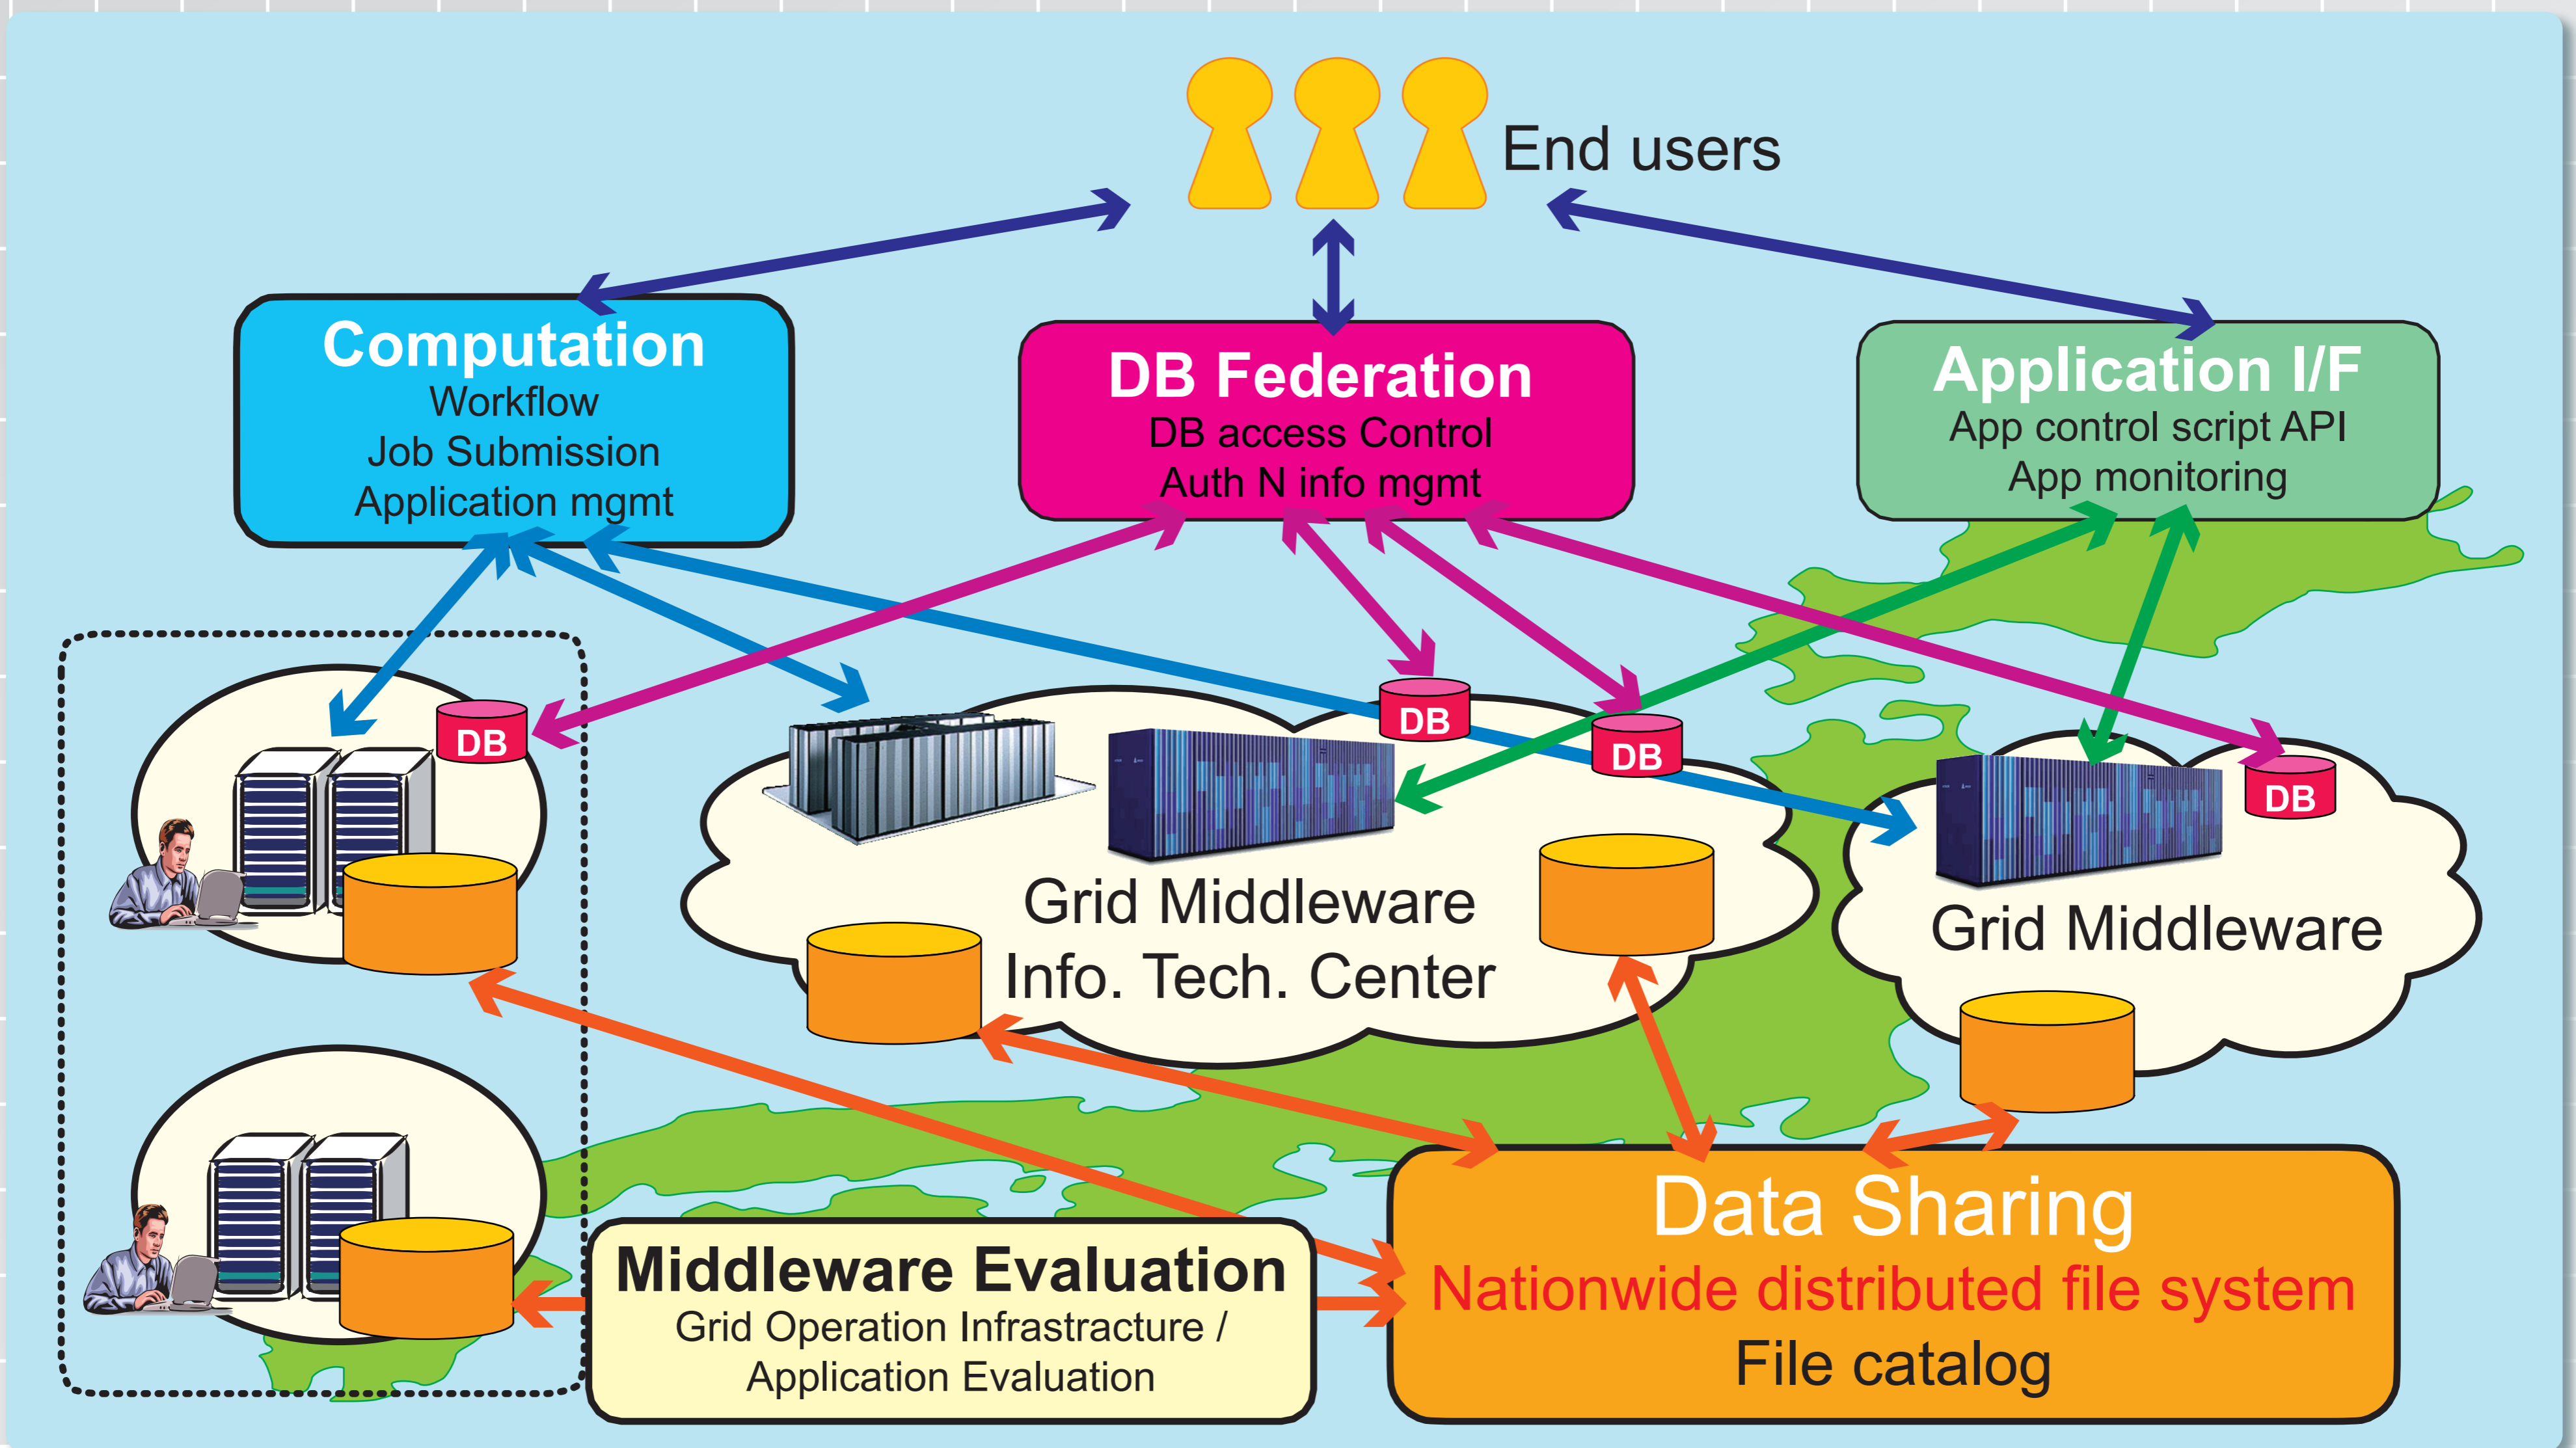 End users
Computation
Workflow
Job Submission
Application mgmt
DB Federation
DB access Control
Auth N info mgmt
Application I/F
App control script API
App monitoring
DB
DB
DB
DB
Grid Middleware
Info. Tech. Center
Grid Middleware
Middleware Evaluation
Grid Operation Infrastracture /
Application Evaluation
Data Sharing
Nationwide distributed file system
File catalog